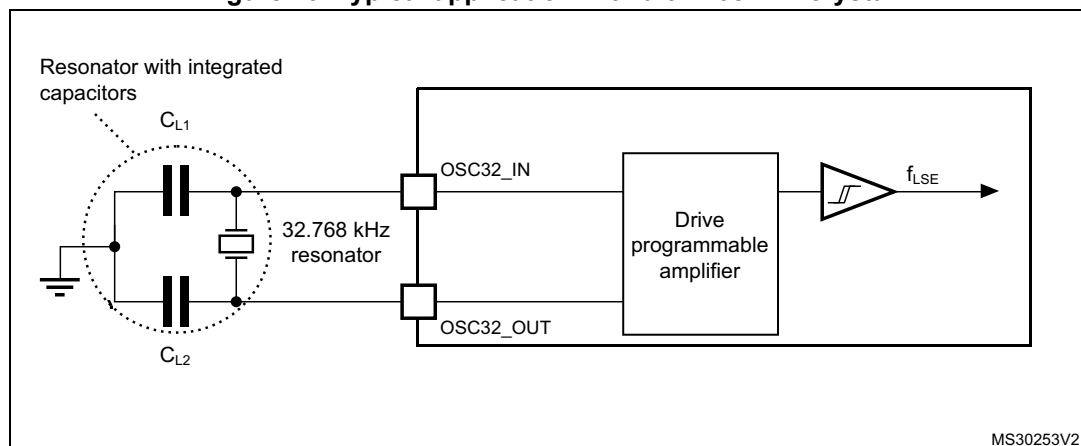 Resonator with integrated
capacitors
CL1
OSC32_IN
fLSE
32.768 kHz
resonator
Drive
programmable
amplifier
OSC32_OUT
CL2
MS30253V2